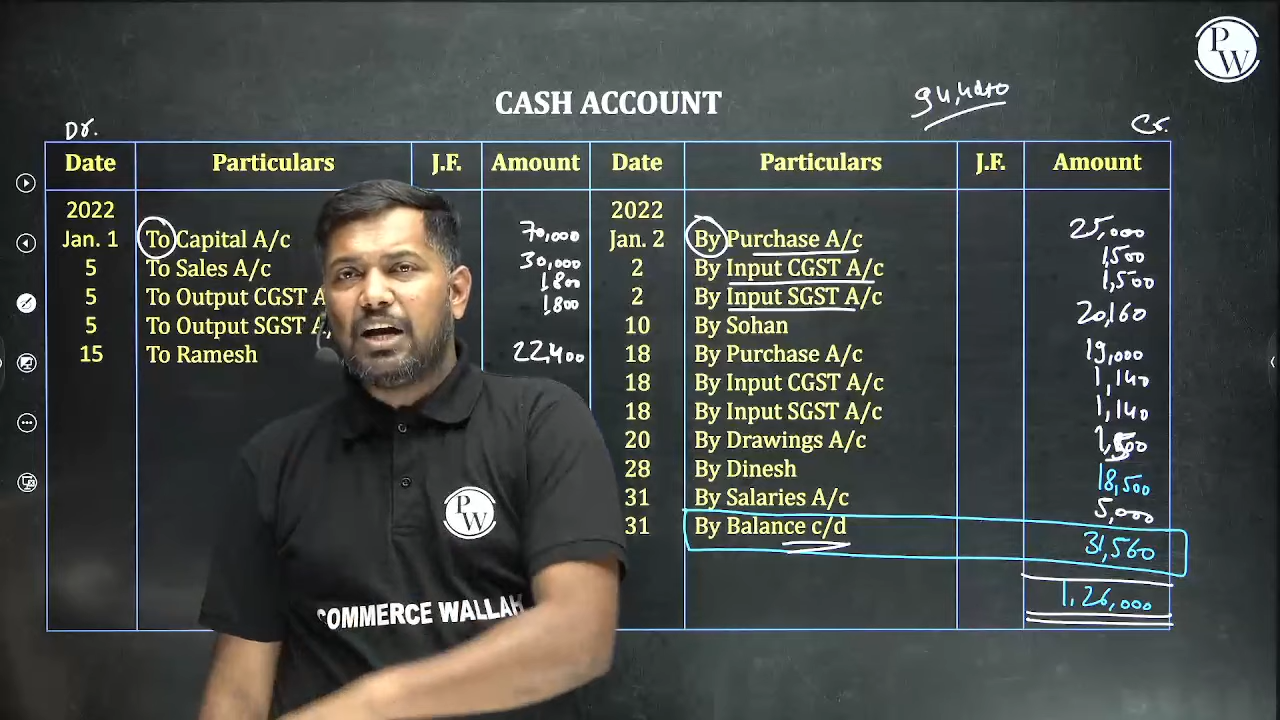 PW
CASH ACCOUNT 94,440
Dr. Cr.
Date Particulars J.F. Amount Date Particulars J.F. Amount
2022 2022
Jan. 1 To Capital A/c 70,000 Jan. 2 By Purchase A/c 25,000
5 To Sales A/c 30,000 2 By Input CGST A/c 1,500
5 To Output CGST A 1,800 2 By Input SGST A/c 1,500
5 To Output SGST A/ 1,800 10 By Sohan 20,160
15 To Ramesh 22,400 18 By Purchase A/c 19,000
18 By Input CGST A/c 1,140
18 By Input SGST A/c 1,140
20 By Drawings A/c 1,500
28 By Dinesh 18,500
31 By Salaries A/c 5,000
31 By Balance c/d 31,560
1,26,000
PW
COMMERCE WALLAH